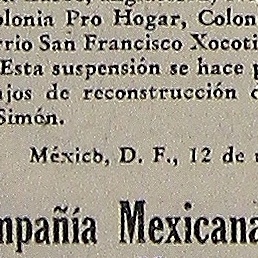 olonia Pro Hogar, Colon
rrio San Francisco Xocoti
Esta suspensión se hace p
ajos de reconstrucción d
Simón.
México, D. F., 12 de
mpañía Mexicana